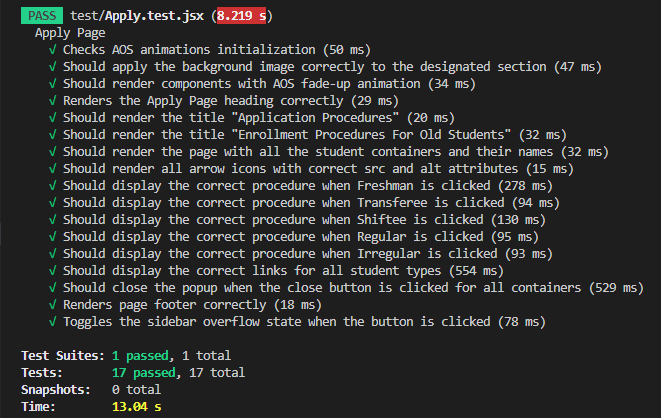 PASS test/Apply.test.jsx (8.219 s)
Apply Page
√ Checks AOS animations initialization (50 ms)
√ Should apply the background image correctly to the designated section (47 ms)
√ Should render components with AOS fade-up animation (34 ms)
√ Renders the Apply Page heading correctly (29 ms)
√ Should render the title "Application Procedures" (20 ms)
√ Should render the title "Enrollment Procedures For Old Students" (32 ms)
√ Should render the page with all the student containers and their names (32 ms)
√ Should render all arrow icons with correct src and alt attributes (15 ms)
√ Should display the correct procedure when Freshman is clicked (278 ms)
√ Should display the correct procedure when Transferee is clicked (94 ms)
√ Should display the correct procedure when Shiftee is clicked (130 ms)
√ Should display the correct procedure when Regular is clicked (95 ms)
√ Should display the correct procedure when Irregular is clicked (93 ms)
√ Should display the correct links for all student types (554 ms)
√ Should close the popup when the close button is clicked for all containers (529 ms)
√ Renders page footer correctly (18 ms)
√ Toggles the sidebar overflow state when the button is clicked (78 ms)
Test Suites: 1 passed, 1 total
Tests: 17 passed, 17 total
Snapshots: 0 total
Time: 13.04 s